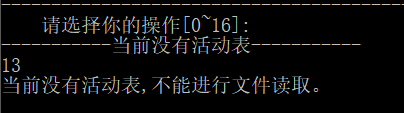 请选择你的操作[0~16]:
-----------当前没有活动表-----------
13
当前没有活动表,不能进行文件读取。